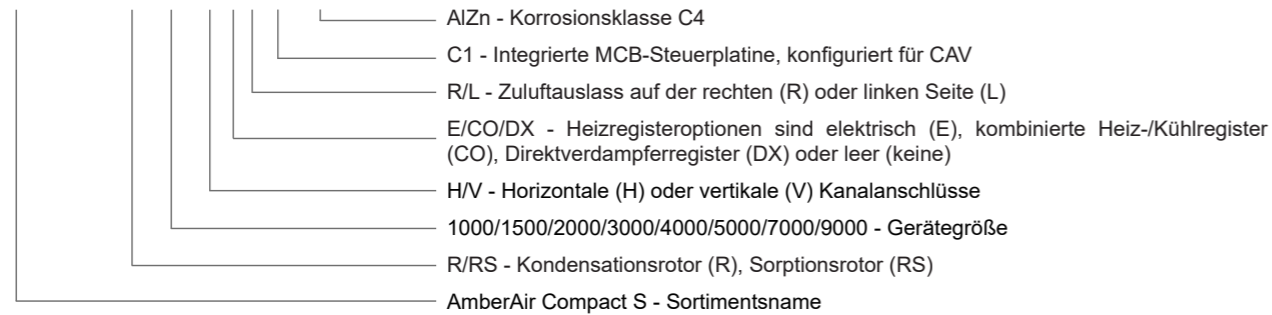 AlZn - Korrosionsklasse C4
C1 - Integrierte MCB-Steuerplatine, konfiguriert für CAV
R/L - Zuluftauslass auf der rechten (R) oder linken Seite (L)
E/CO/DX - Heizregisteroptionen sind elektrisch (E), kombinierte Heiz-/Kühlregister
(CO), Direktverdampferregister (DX) oder leer (keine)
H/V - Horizontale (H) oder vertikale (V) Kanalanschlüsse
1000/1500/2000/3000/4000/5000/7000/9000 - Gerätegröße
R/RS - Kondensationsrotor (R), Sorptionsrotor (RS)
AmberAir Compact S - Sortimentsname